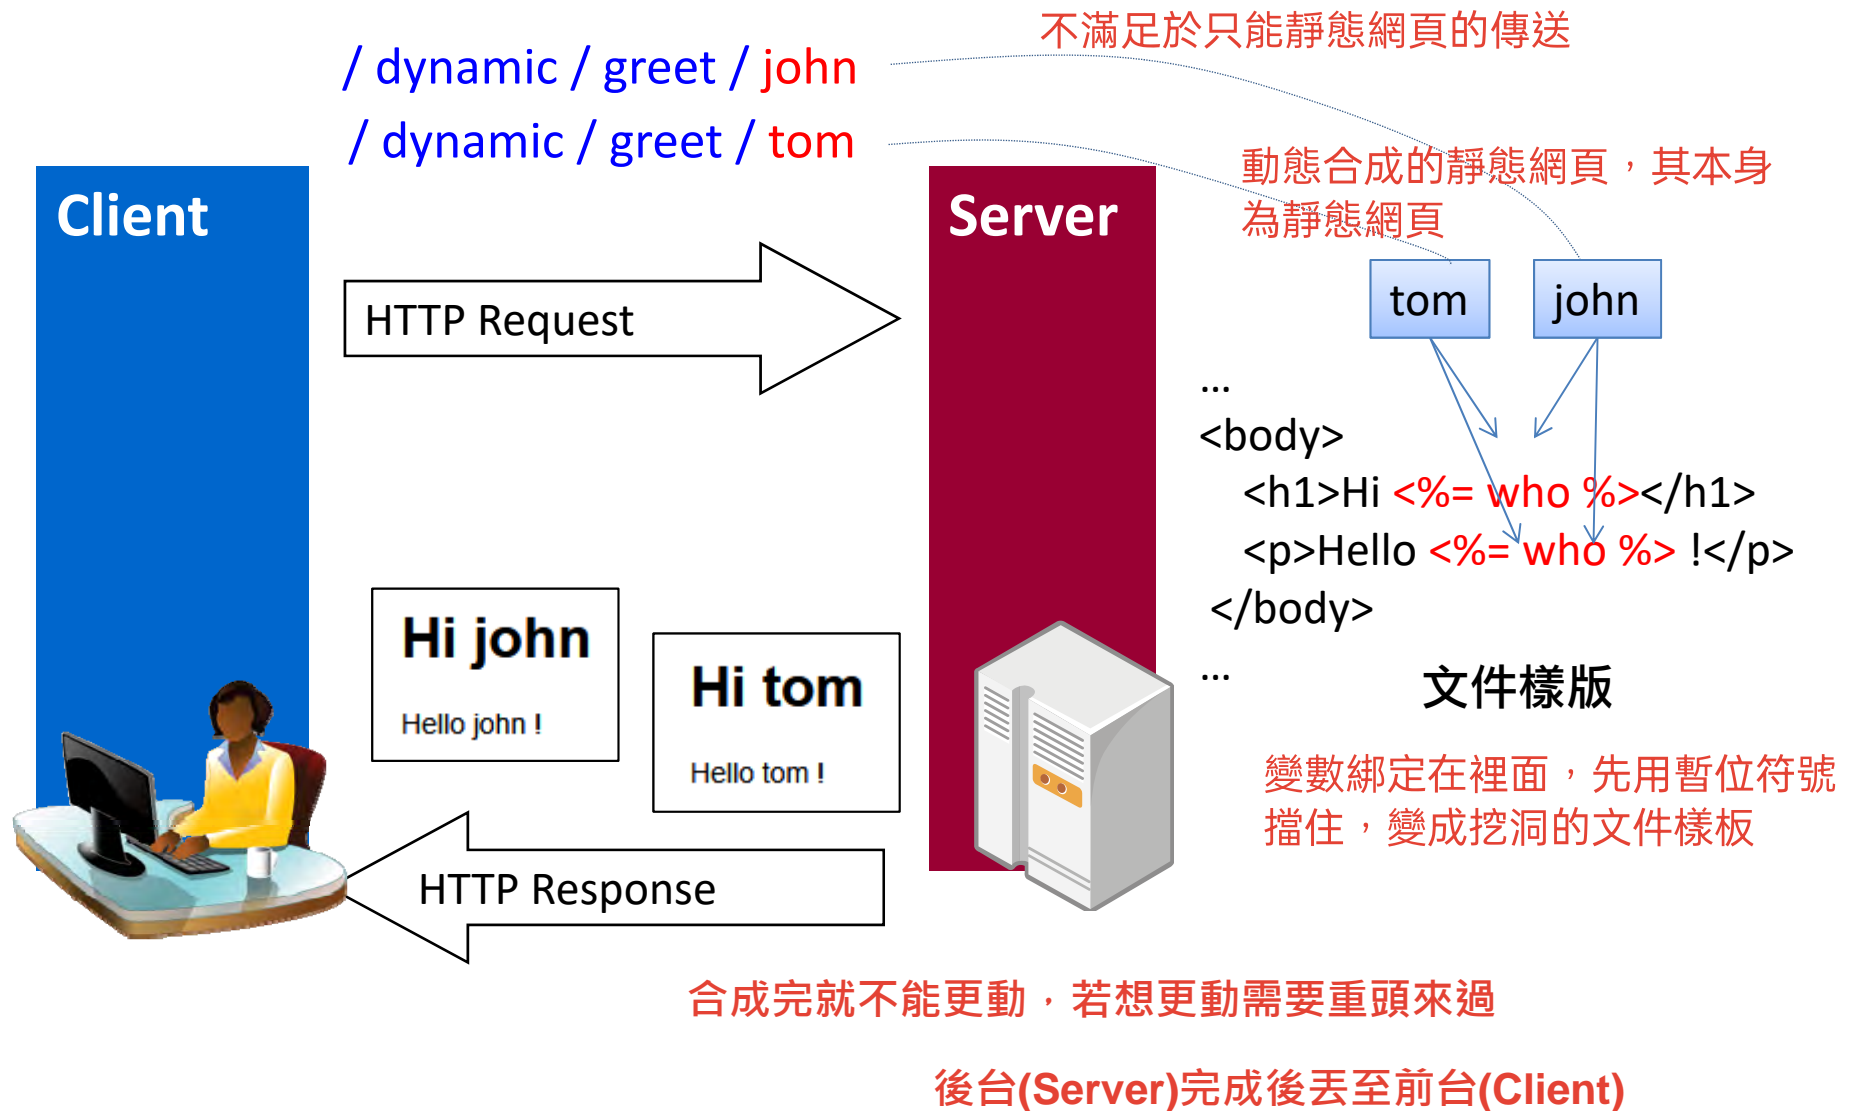 不滿足於只能靜態網頁的傳送
/ dynamic / greet / john
/ dynamic / greet / tom
動態合成的靜態網頁，其本身
為靜態網頁
Client
Server
tom
john
HTTP Request
...
<body>
<h1>Hi <%= who %></h1>
<p>Hello <%= who %> !</p>
</body>
...
文件樣版
Hi john
Hello john !
Hi tom
Hello tom !
變數綁定在裡面，先用暫位符號
擋住，變成挖洞的文件樣板
HTTP Response
合成完就不能更動，若想更動需要重頭來過
後台(Server)完成後丟至前台(Client)